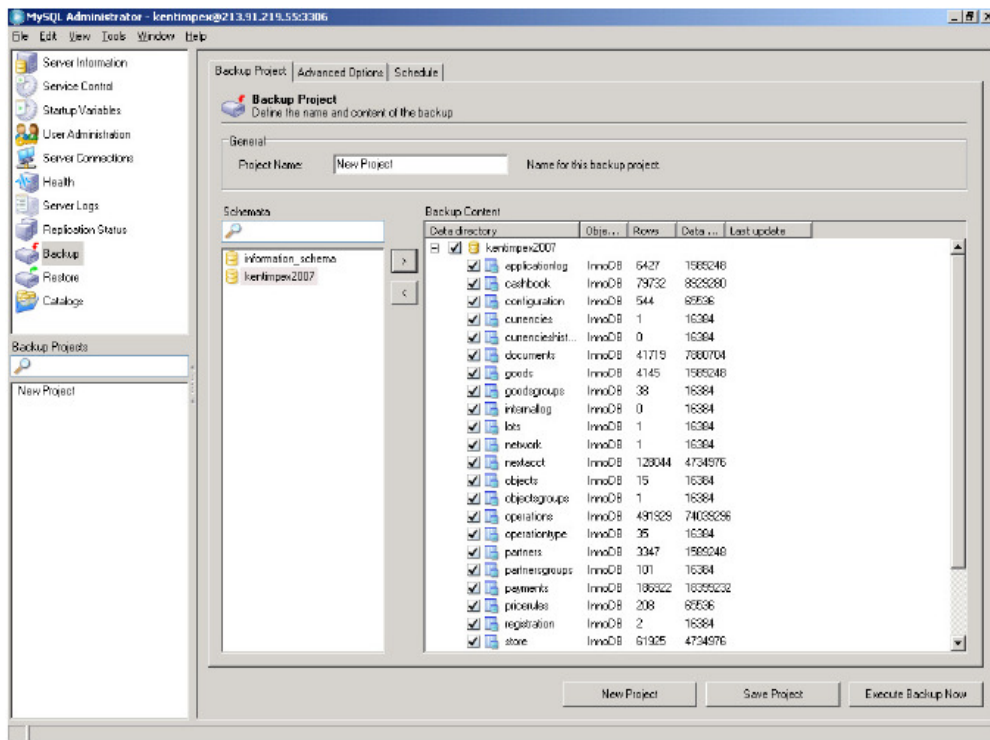 MySQL Administrator - kentimpex@213.91.219.55:3306
File Edit View Tools Window Help
Server Information
Service Control
Startup Variables
User Administration
Server Connections
Health
Server Logs
Replication Status
Backup
Restore
Catalogs
Backup Projects
New Project
Backup Project Advanced Options Schedule
Backup Project
Define the name and content of the backup
General
Project Name: New Project Name for this backup project.
Schemata
information_schema
kentimpex2007
>
<
Backup Content
Data directory Obje... Rows Data ... Last update
kentimpex2007
applicationlog InnoDB 6427 1589248
cashbook InnoDB 79732 8929280
configuration InnoDB 544 65536
currencies InnoDB 1 16384
currencieshist... InnoDB 0 16384
documents InnoDB 41719 7880704
goods InnoDB 4145 1589248
goodsgroups InnoDB 38 16384
internallog InnoDB 0 16384
lots InnoDB 1 16384
network InnoDB 1 16384
nextacct InnoDB 128044 4734976
objects InnoDB 15 16384
objectsgroups InnoDB 1 16384
operations InnoDB 491929 74039296
operationtype InnoDB 35 16384
partners InnoDB 3347 1589248
partnersgroups InnoDB 101 16384
payments InnoDB 186922 18399232
pricerules InnoDB 208 65536
registration InnoDB 2 16384
store InnoDB 61925 4734976
New Project Save Project Execute Backup Now